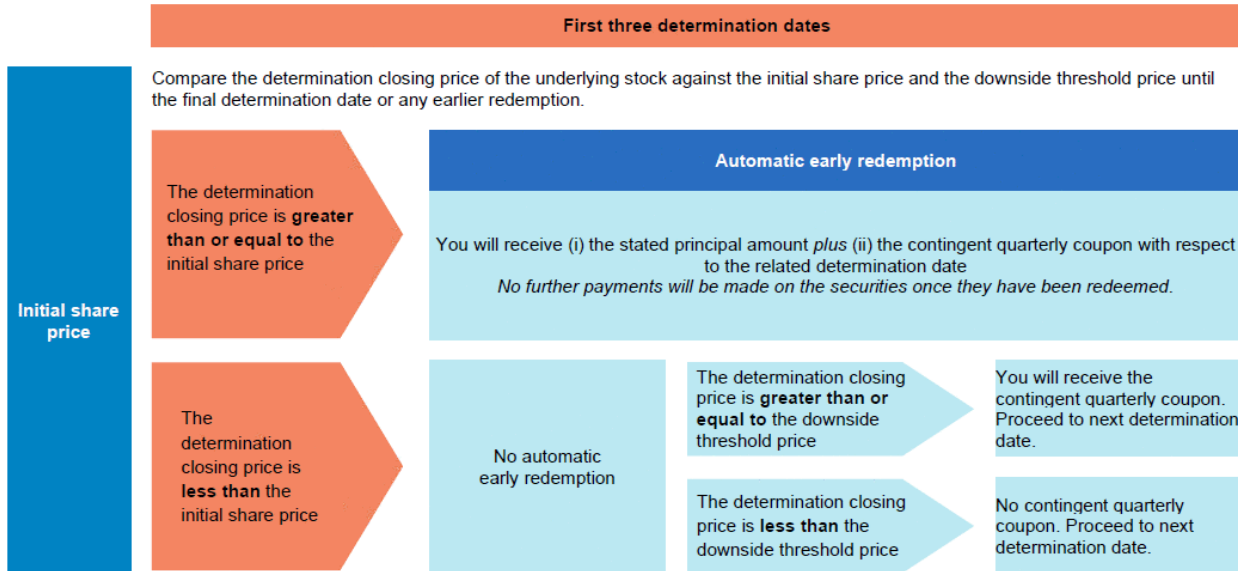 First three determination dates
Compare the determination closing price of the underlying stock against the initial share price and the downside threshold price until
the final determination date or any earlier redemption.
Initial share
price
The determination
closing price is greater
than or equal to the
initial share price
Automatic early redemption
You will receive (i) the stated principal amount plus (ii) the contingent quarterly coupon with respect
to the related determination date
No further payments will be made on the securities once they have been redeemed.
The
determination
closing price is
less than the
initial share price
No automatic
early redemption
The determination closing
price is greater than or
equal to the downside
threshold price
You will receive the
contingent quarterly coupon.
Proceed to next determination
date.
The determination closing
price is less than the
downside threshold price
No contingent quarterly
coupon. Proceed to next
determination date.